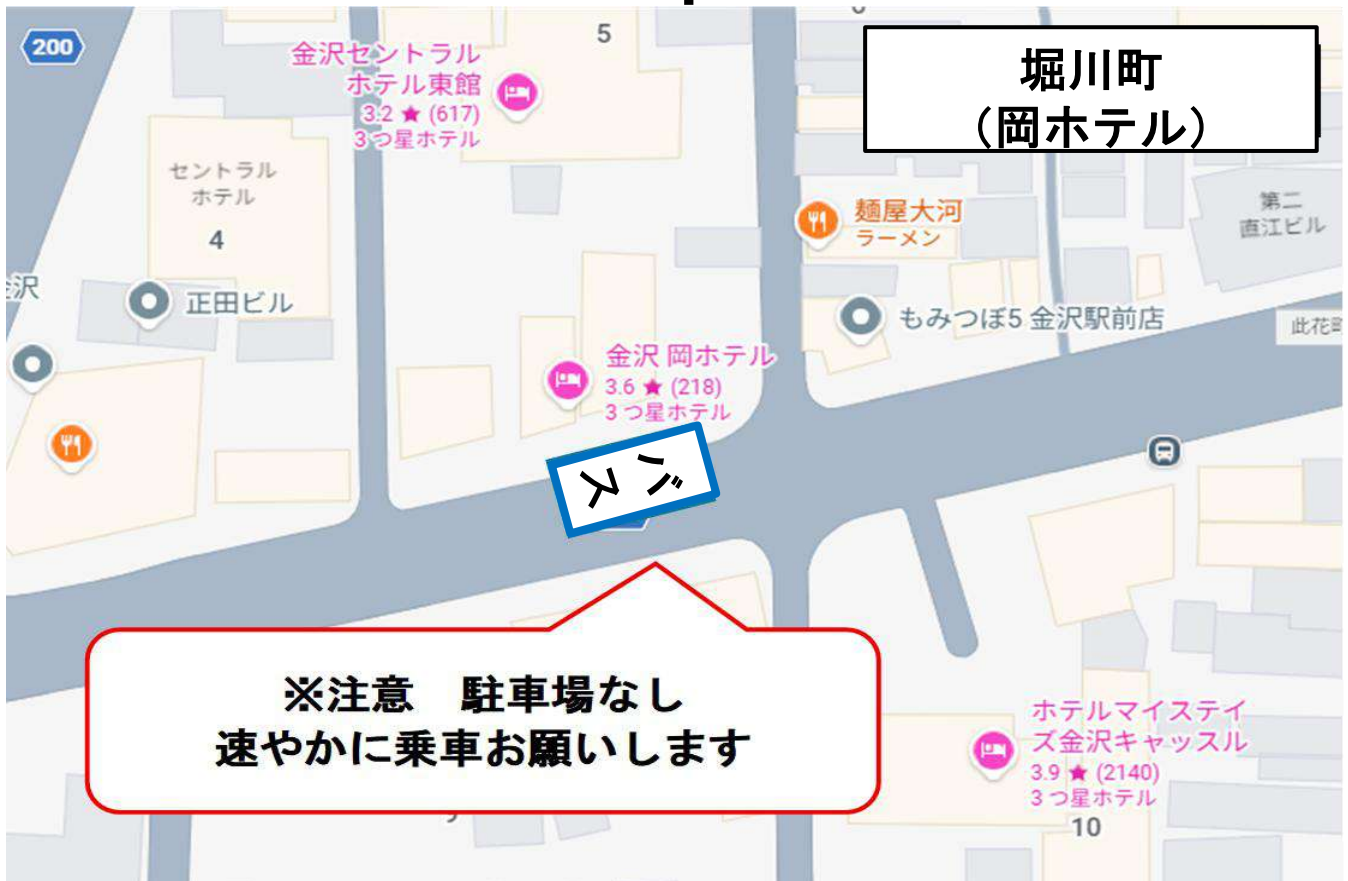 200
金沢セントラル
ホテル東館
3.2 ★ (617)
3つ星ホテル
5
堀川町
（岡ホテル）
セントラル
ホテル
4
麺屋大河
ラーメン
第二
直江ビル
正田ビル
もみつぼ5 金沢駅前店
此花町
金沢 岡ホテル
3.6 ★ (218)
3つ星ホテル
バス
※注意　駐車場なし
速やかに乗車お願いします
ホテルマイステイ
ズ金沢キャッスル
3.9 ★ (2140)
3つ星ホテル
10